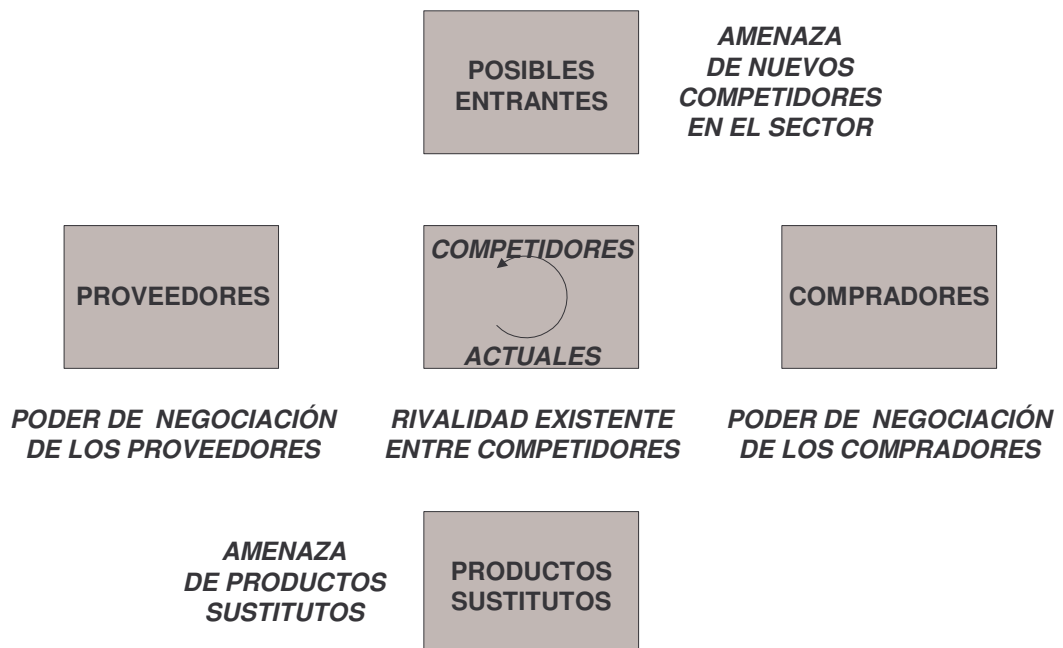 POSIBLES
ENTRANTES
AMENAZA
DE NUEVOS
COMPETIDORES
EN EL SECTOR
PROVEEDORES
COMPETIDORES
ACTUALES
COMPRADORES
PODER DE NEGOCIACIÓN
DE LOS PROVEEDORES
RIVALIDAD EXISTENTE
ENTRE COMPETIDORES
PODER DE NEGOCIACIÓN
DE LOS COMPRADORES
AMENAZA
DE PRODUCTOS
SUSTITUTOS
PRODUCTOS
SUSTITUTOS